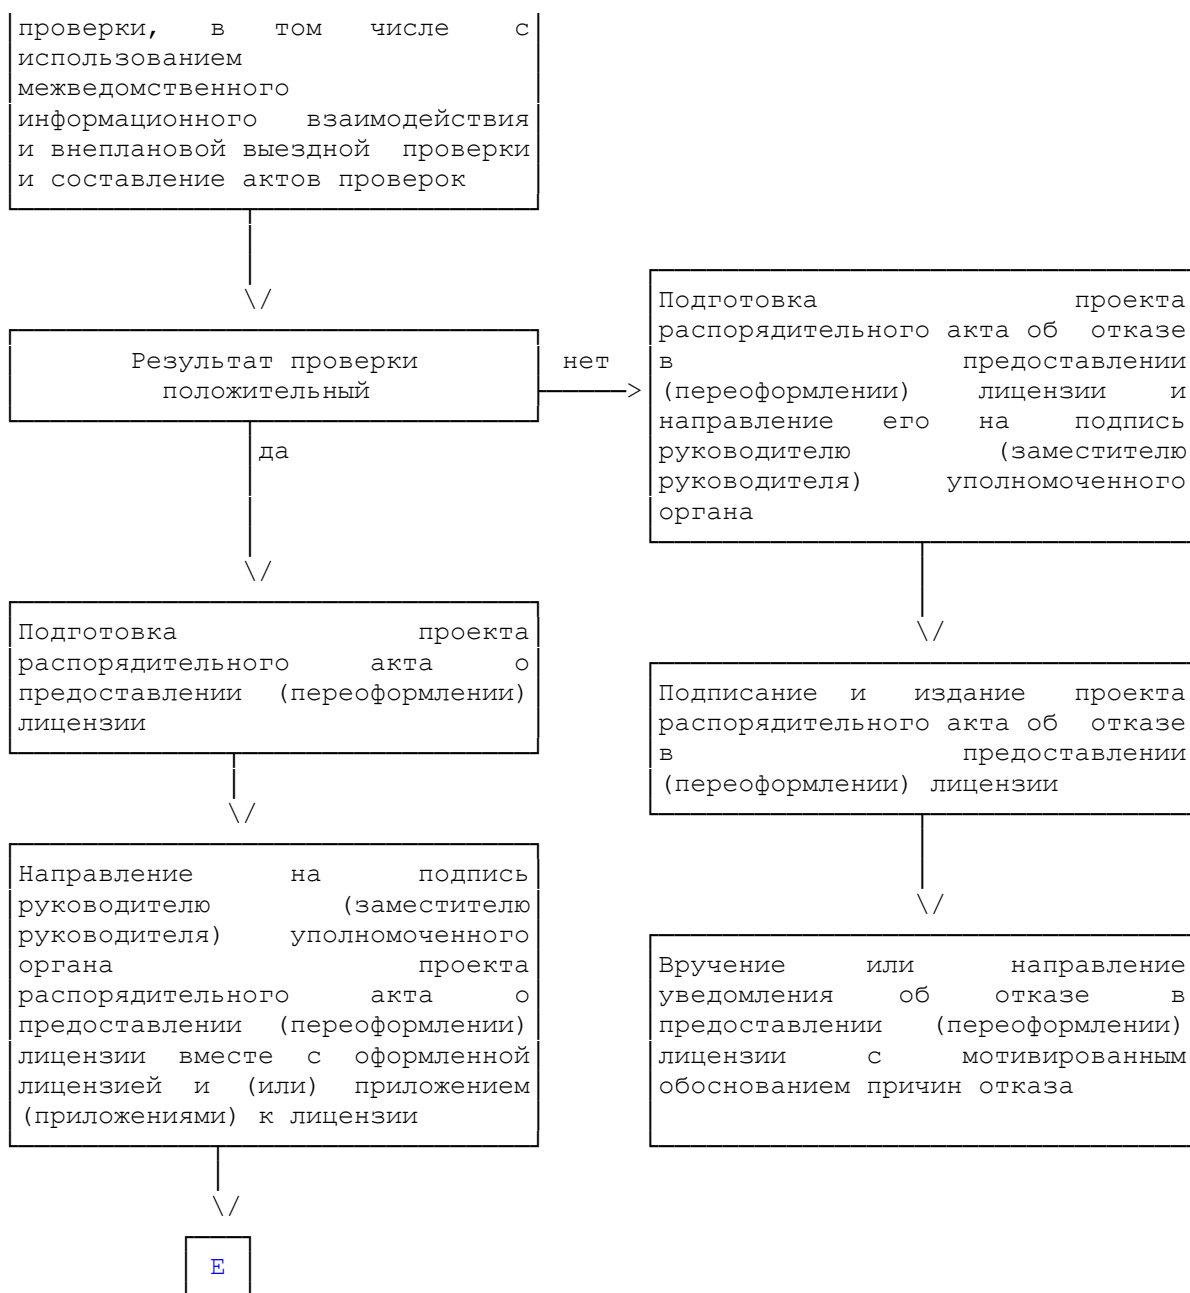 проверки, в том числе с
использованием
межведомственного
информационного взаимодействия
и внеплановой выездной проверки
и составление актов проверок
\/
Результат проверки
положительный
нет
>
да
\/
Подготовка проекта
распорядительного акта о
предоставлении (переоформлении)
лицензии
\/
Направление на подпись
руководителю (заместителю
руководителя) уполномоченного
органа проекта
распорядительного акта о
предоставлении (переоформлении)
лицензии вместе с оформленной
лицензией и (или) приложением
(приложениями) к лицензии
\/
Е
Подготовка проекта
распорядительного акта об отказе
в предоставлении
(переоформлении) лицензии и
направление его на подпись
руководителю (заместителю
руководителя) уполномоченного
органа
\/
Подписание и издание проекта
распорядительного акта об отказе
в предоставлении
(переоформлении) лицензии
\/
Вручение или направление
уведомления об отказе в
предоставлении (переоформлении)
лицензии с мотивированным
обоснованием причин отказа